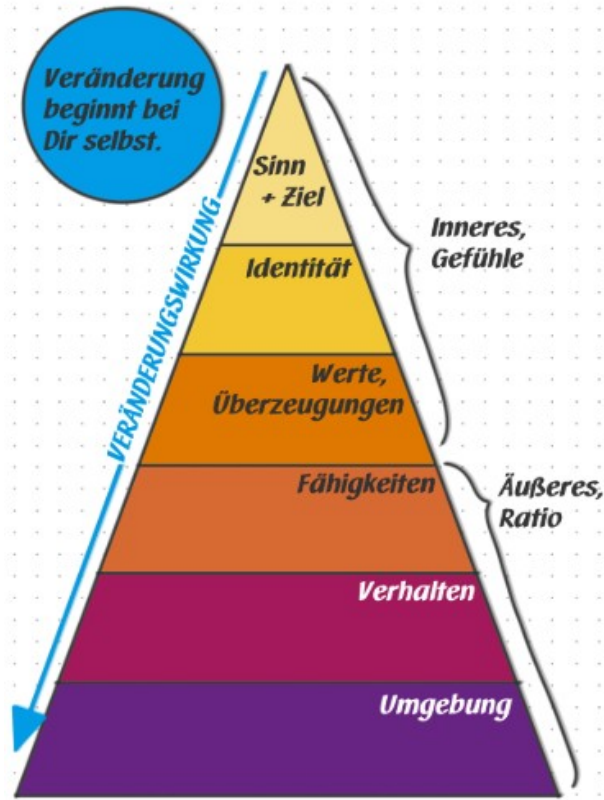 Veränderung
beginnt bei
Dir selbst.
VERÄNDERUNGSWIRKUNG
Sinn
+ Ziel
Identität
Werte,
Überzeugungen
Fähigkeiten
Verhalten
Umgebung
Inneres,
Gefühle
Äußeres,
Ratio